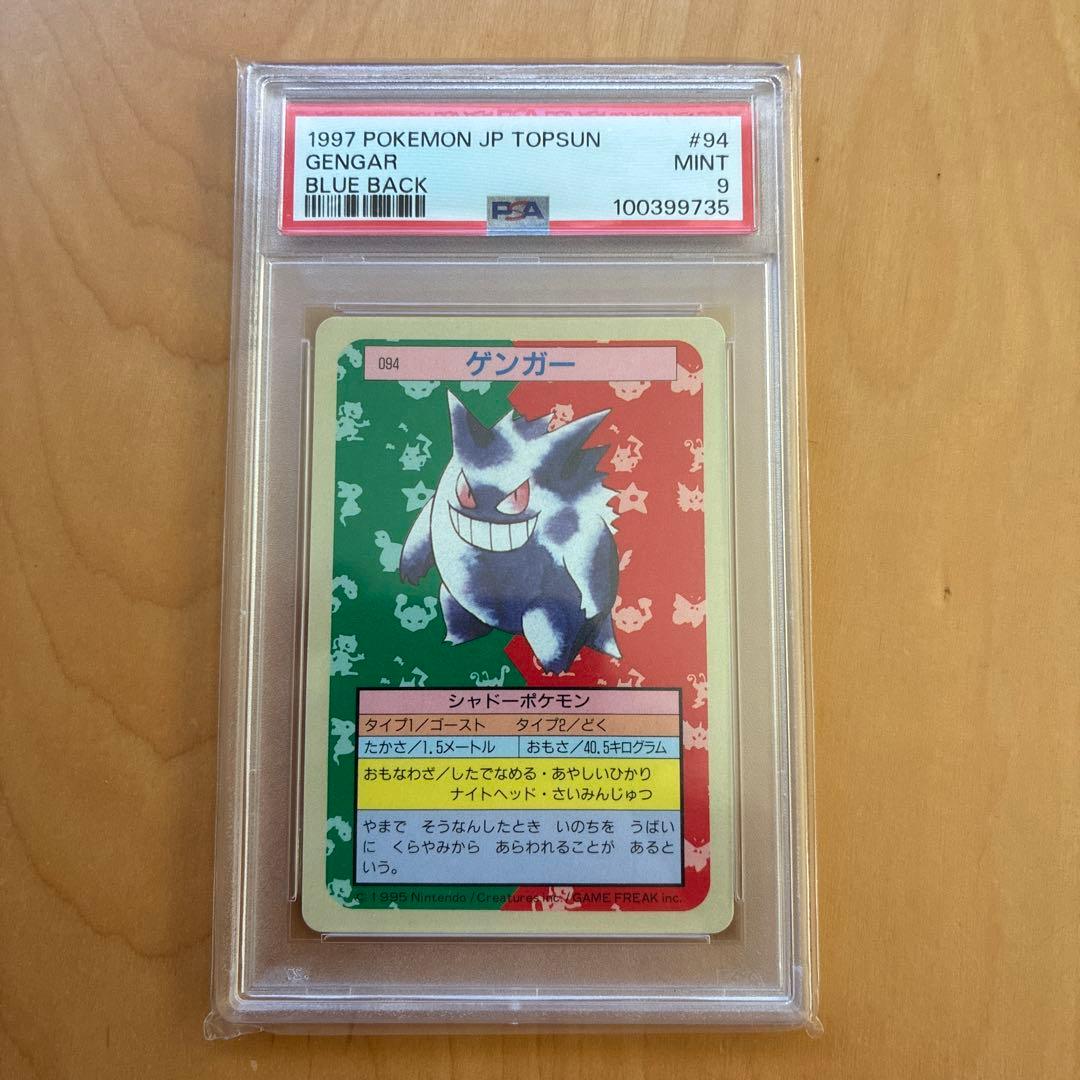 1997 POKEMON JP TOPSUN #94
GENGAR MINT
BLUE BACK 9
PSA 100399735
094 ゲンガー
シャドーポケモン
タイプ1/ゴースト タイプ2/どく
たかさ/1.5メートル おもさ/40.5キログラム
おもなわざ/したでなめる・あやしいひかり
ナイトヘッド・さいみんじゅつ
やまで そうなんしたとき いのちを うばい
に くらやみから あらわれることが あると
いう。
© 1995 Nintendo/Creatures inc./GAME FREAK inc.